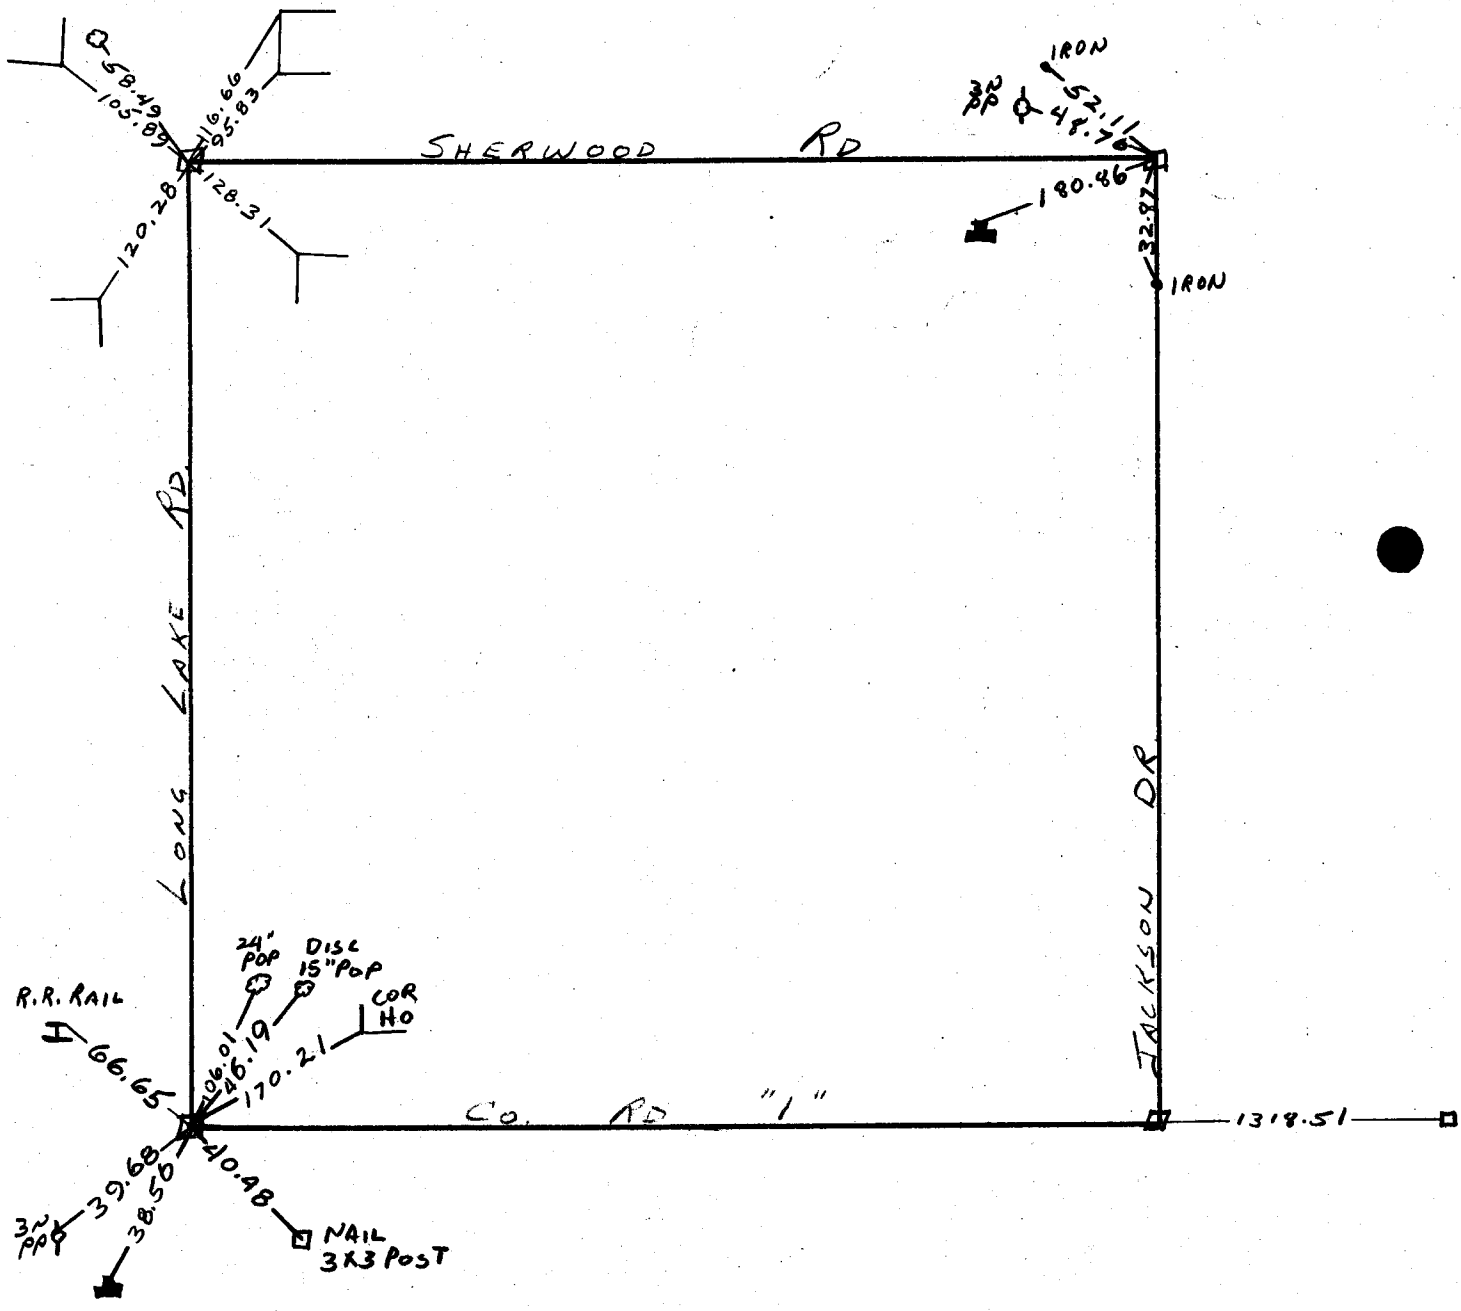 58.49
105.89
116.66
95.83
128.31
120.28
SHERWOOD RD
IRON
3N
PP
52.11
48.76
180.86
32.97
IRON
LONG LAKE RD.
JACKSON DR
R.R. RAIL
66.65
24"
POP
DISC
15" POP
COR
HO
106.01
46.19
170.21
CO. RD "I"
1318.51
39.68
38.56
40.48
3N
PP
NAIL
3X3 POST